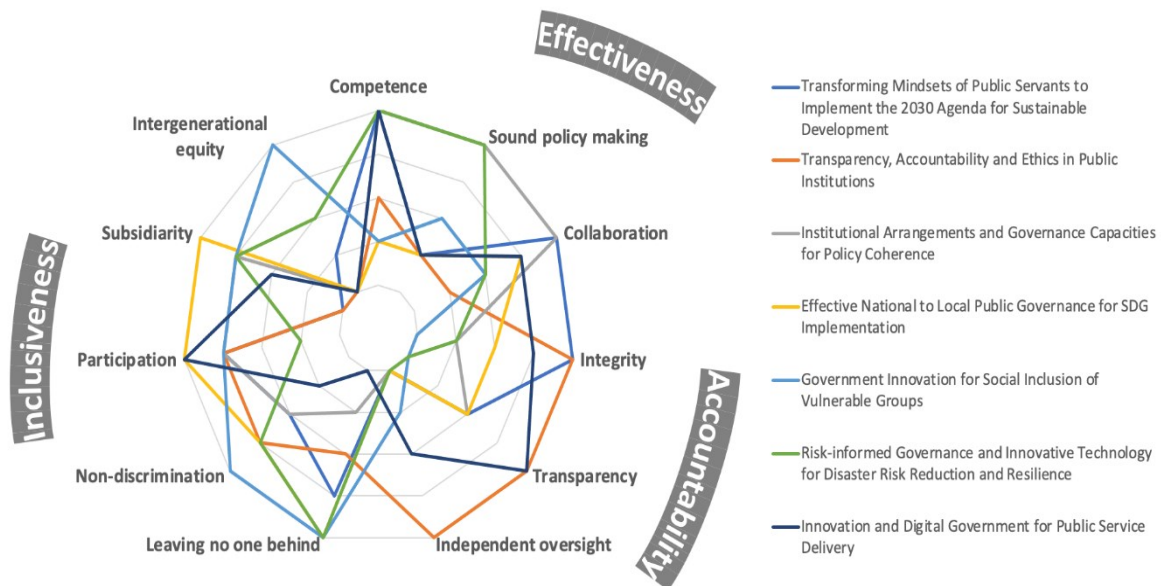 Effectiveness
Competence
Intergenerational
equity
Sound policy making
Subsidiarity
Collaboration
Inclusiveness
Participation
Integrity
Accountability
Non-discrimination
Transparency
Leaving no one behind
Independent oversight
Transforming Mindsets of Public Servants to
Implement the 2030 Agenda for Sustainable
Development
Transparency, Accountability and Ethics in Public
Institutions
Institutional Arrangements and Governance Capacities
for Policy Coherence
Effective National to Local Public Governance for SDG
Implementation
Government Innovation for Social Inclusion of
Vulnerable Groups
Risk-informed Governance and Innovative Technology
for Disaster Risk Reduction and Resilience
Innovation and Digital Government for Public Service
Delivery